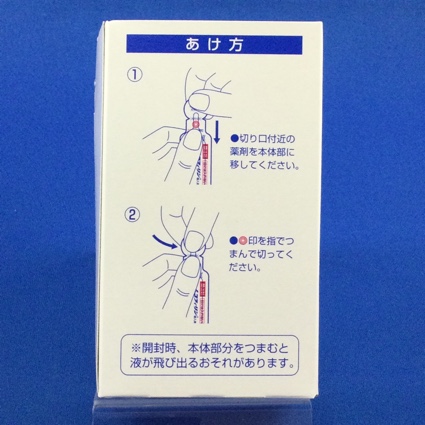 あけ方
①
●切り口付近の
薬剤を本体部に
移してください。
②
●◎印を指でつ
まんで切ってく
ださい。
※開封時、本体部分をつまむと
液が飛び出るおそれがあります。